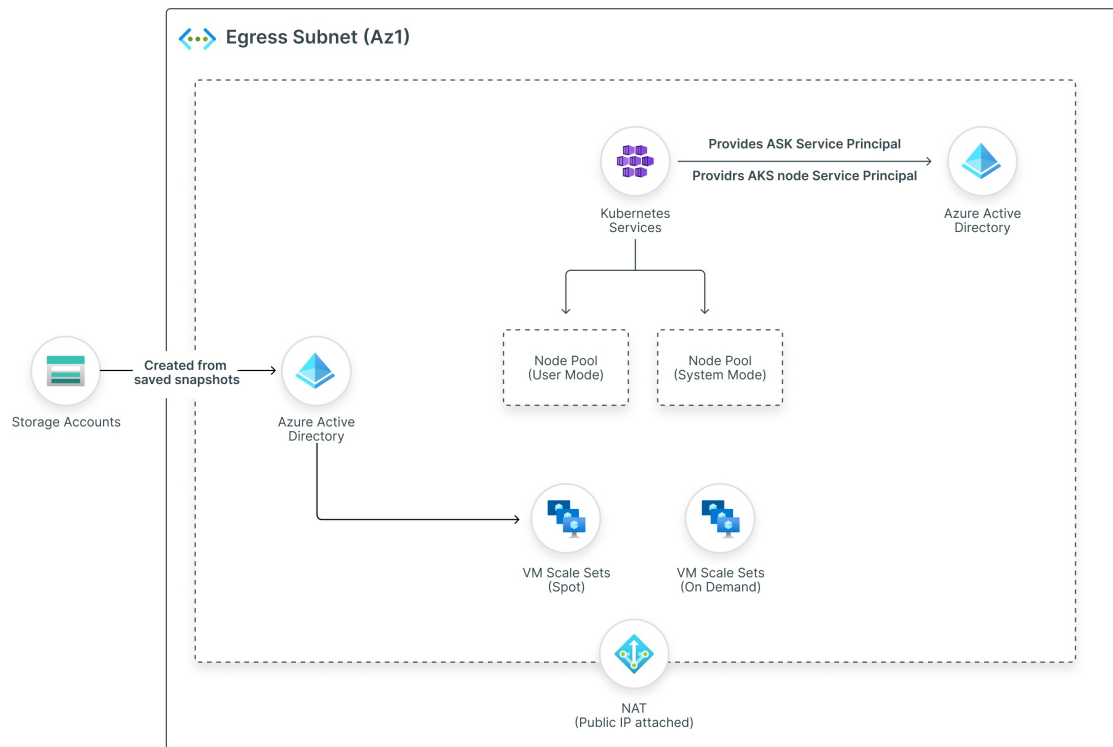 Egress Subnet (Az1)
Provides ASK Service Principal
Providrs AKS node Service Principal
Kubernetes
Services
Azure Active
Directory
Node Pool
(User Mode)
Node Pool
(System Mode)
Created from
saved snapshots
Storage Accounts
Azure Active
Directory
VM Scale Sets
(Spot)
VM Scale Sets
(On Demand)
NAT
(Public IP attached)